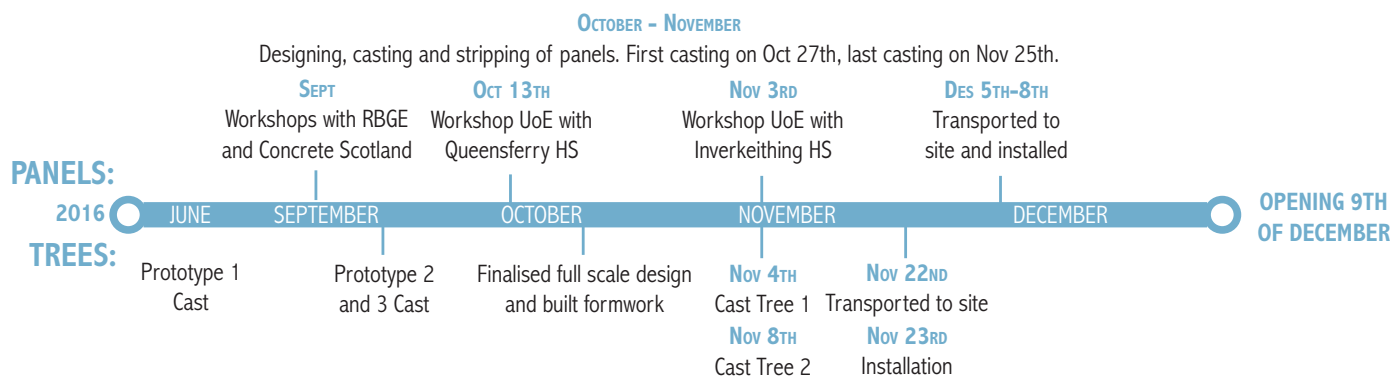 October - November
Designing, casting and stripping of panels. First casting on Oct 27th, last casting on Nov 25th.
Sept
Workshops with RBGE
and Concrete Scotland
Oct 13th
Workshop UoE with
Queensferry HS
Nov 3rd
Workshop UoE with
Inverkeithing HS
Des 5th-8th
Transported to
site and installed
PANELS:
2016
JUNE
SEPTEMBER
OCTOBER
NOVEMBER
DECEMBER
OPENING 9TH
OF DECEMBER
TREES:
Prototype 1
Cast
Prototype 2
and 3 Cast
Finalised full scale design
and built formwork
Nov 4th
Cast Tree 1
Nov 8th
Cast Tree 2
Nov 22nd
Transported to site
Nov 23rd
Installation